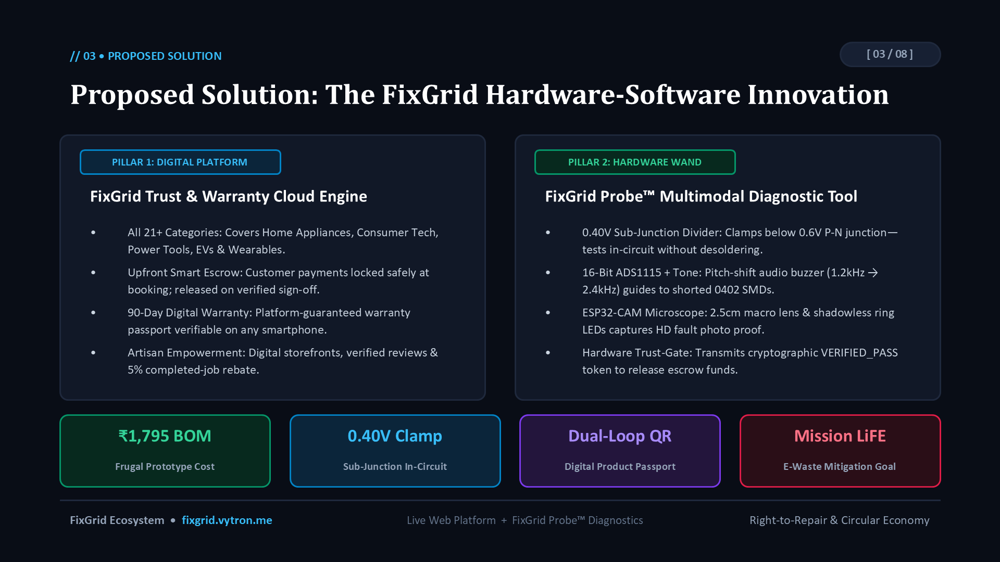 // 03 • PROPOSED SOLUTION
[ 03 / 08 ]
Proposed Solution: The FixGrid Hardware-Software Innovation
PILLAR 1: DIGITAL PLATFORM
FixGrid Trust & Warranty Cloud Engine
• All 21+ Categories: Covers Home Appliances, Consumer Tech,
Power Tools, EVs & Wearables.
• Upfront Smart Escrow: Customer payments locked safely at
booking; released on verified sign-off.
• 90-Day Digital Warranty: Platform-guaranteed warranty
passport verifiable on any smartphone.
• Artisan Empowerment: Digital storefronts, verified reviews &
5% completed-job rebate.
PILLAR 2: HARDWARE WAND
FixGrid Probe™ Multimodal Diagnostic Tool
• 0.40V Sub-Junction Divider: Clamps below 0.6V P-N junction—
tests in-circuit without desoldering.
• 16-Bit ADS1115 + Tone: Pitch-shift audio buzzer (1.2kHz →
2.4kHz) guides to shorted 0402 SMDs.
• ESP32-CAM Microscope: 2.5cm macro lens & shadowless ring
LEDs captures HD fault photo proof.
• Hardware Trust-Gate: Transmits cryptographic VERIFIED_PASS
token to release escrow funds.
₹1,795 BOM
Frugal Prototype Cost
0.40V Clamp
Sub-Junction In-Circuit
Dual-Loop QR
Digital Product Passport
Mission LiFE
E-Waste Mitigation Goal
FixGrid Ecosystem • fixgrid.vytron.me
Live Web Platform + FixGrid Probe™ Diagnostics
Right-to-Repair & Circular Economy